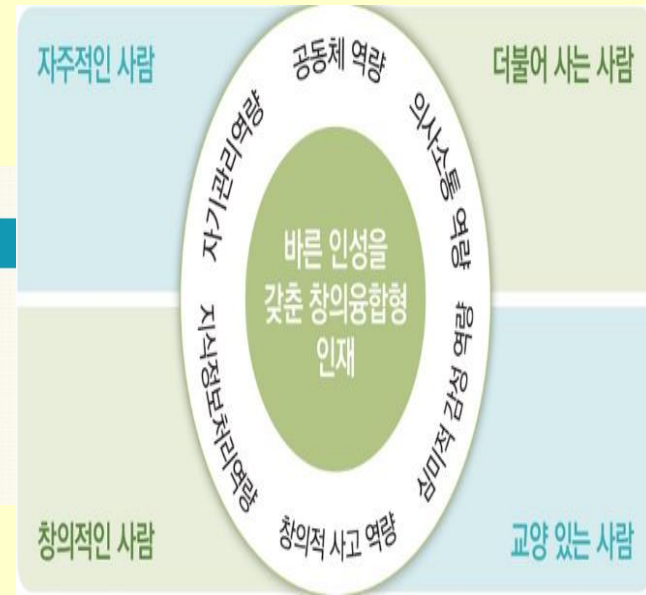 자주적인 사람
더불어 사는 사람
공동체 역량
의사소통 역량
심미적 감성 역량
창의적 사고 역량
지식정보처리역량
자기관리역량
바른 인성을
갖춘 창의융합형
인재
창의적인 사람
교양 있는 사람